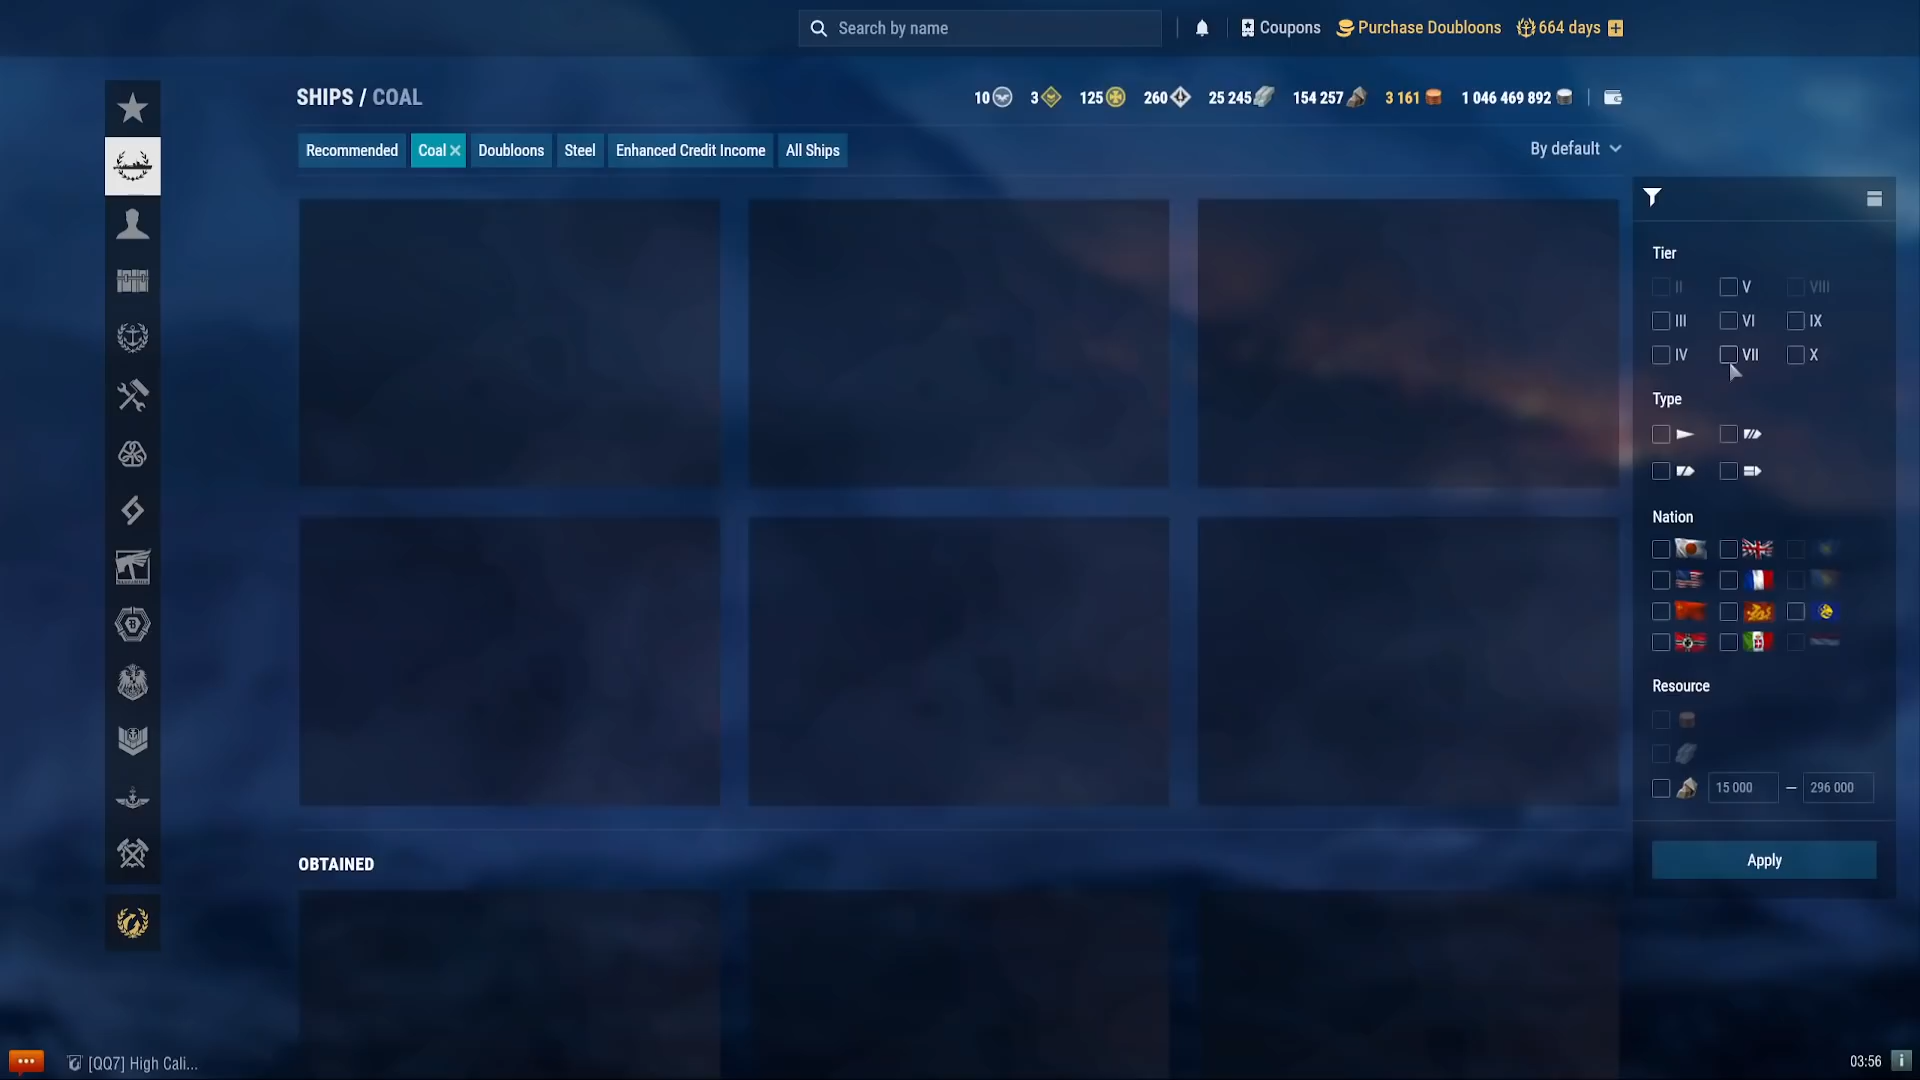 Search by name
Coupons
Purchase Doubloons
664 days
SHIPS / COAL
10
3
125
260
25 245
154 257
3 161
1 046 469 892
Recommended
Coal
Doubloons
Steel
Enhanced Credit Income
All Ships
By default
Tier
II
V
VIII
III
VI
IX
IV
VII
X
Type
Nation
Resource
15 000 — 296 000
Apply
OBTAINED
[QQ7] High Cali...
03:56